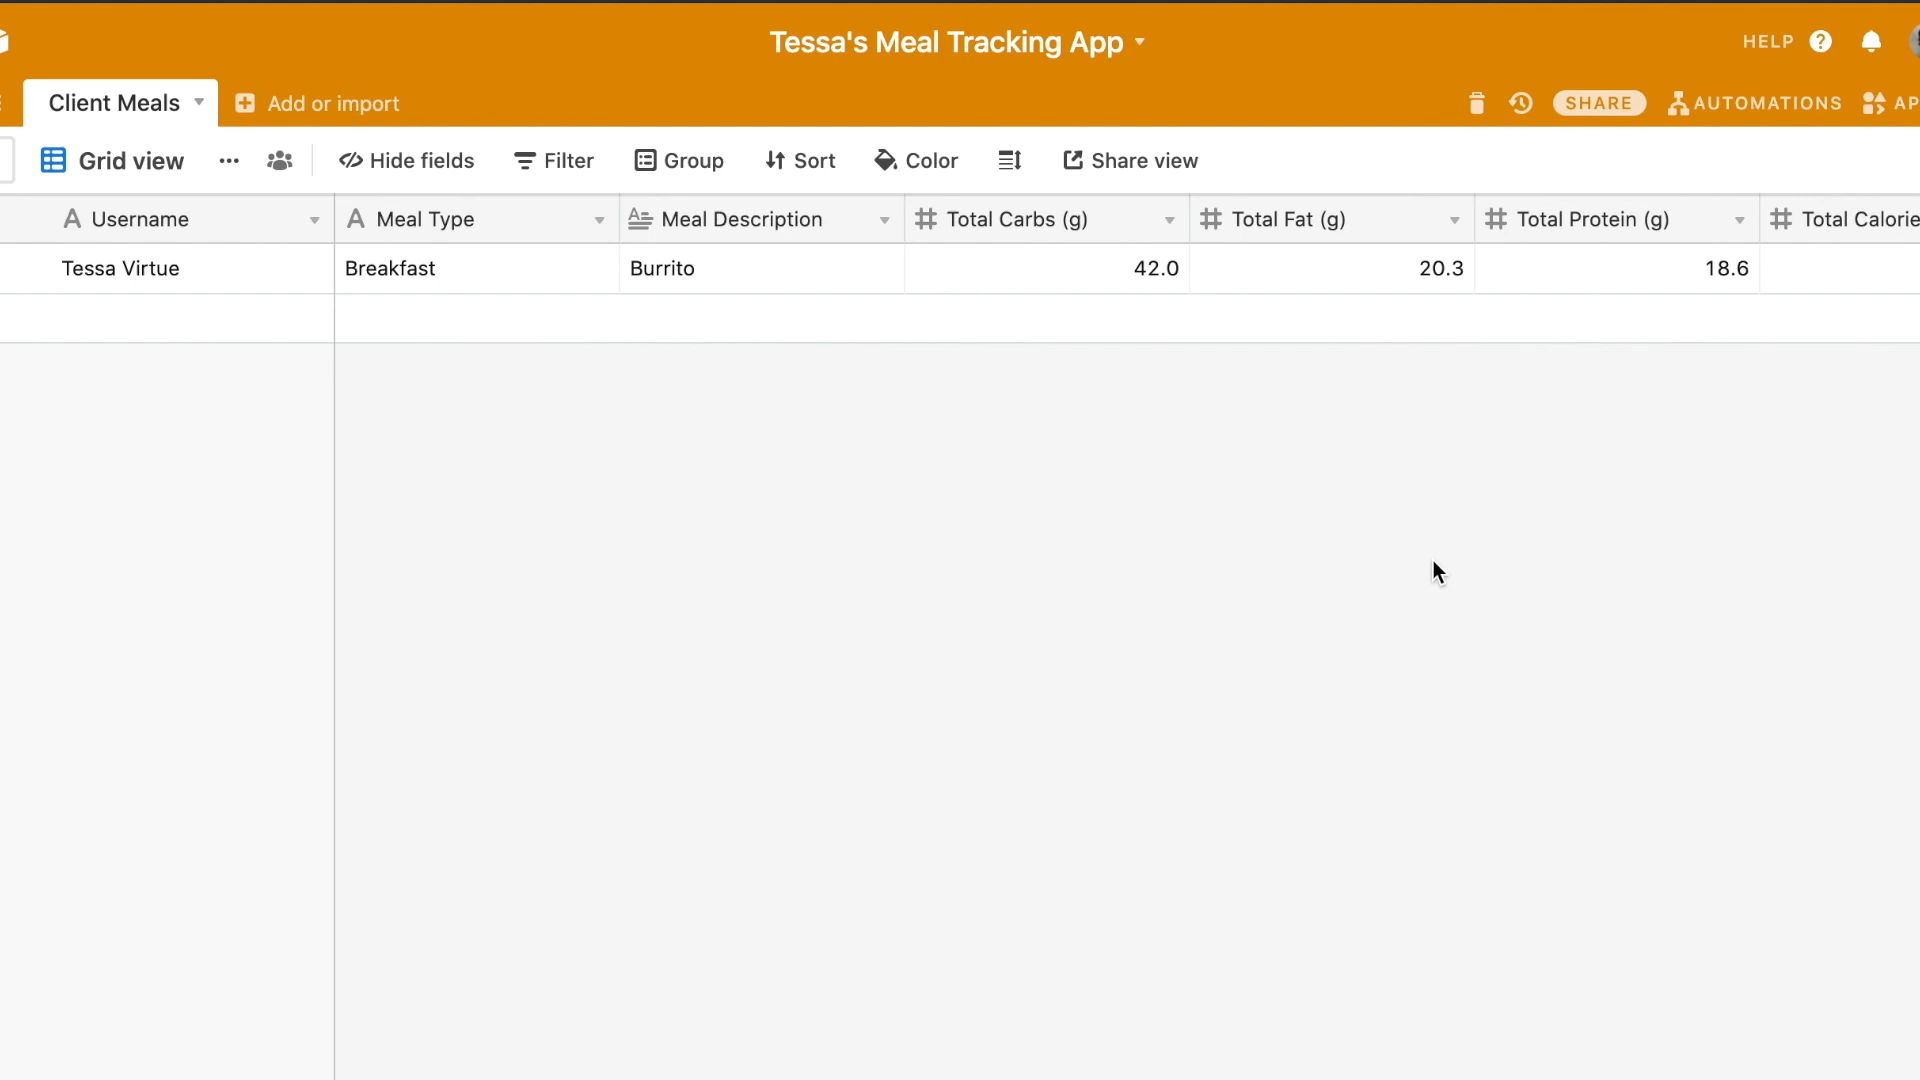 Tessa's Meal Tracking App
HELP
Client Meals
Add or import
SHARE
AUTOMATIONS
AP
Grid view
Hide fields
Filter
Group
Sort
Color
Share view
Username
Meal Type
Meal Description
Total Carbs (g)
Total Fat (g)
Total Protein (g)
Total Calorie
Tessa Virtue
Breakfast
Burrito
42.0
20.3
18.6